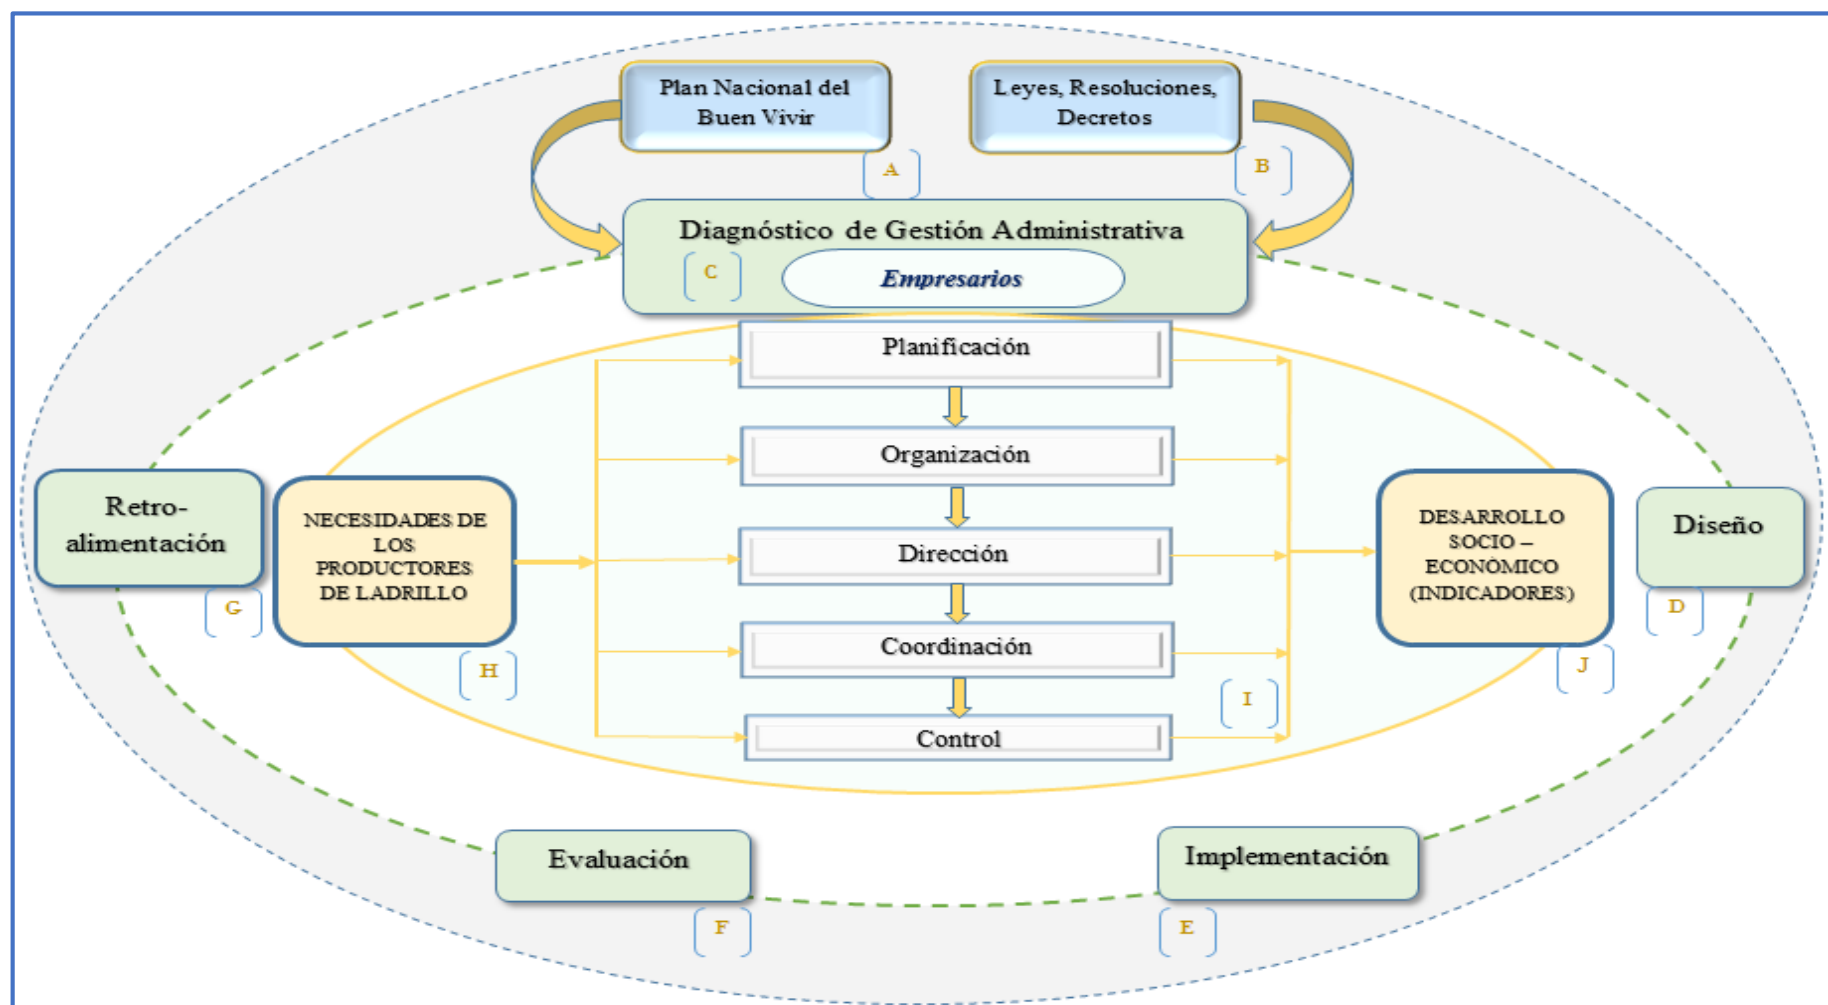 Plan Nacional del
Buen Vivir
A
Leyes, Resoluciones,
Decretos
B
Diagnóstico de Gestión Administrativa
C
Empresarios
Planificación
Organización
Dirección
Coordinación
Control
Retro-
alimentación
G
NECESIDADES DE
LOS
PRODUCTORES
DE LADRILLO
H
I
DESARROLLO
SOCIO –
ECONÓMICO
(INDICADORES)
J
Diseño
D
Evaluación
F
Implementación
E